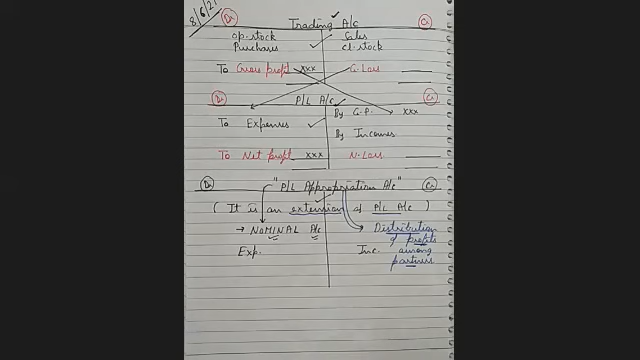 8/6/21
Dr. Trading A/c Cr.
op. stock Sales
Purchases cl. stock
To Gross profit xxx G. Loss
Dr. P/L A/c Cr.
To Expenses By G.P. xxx
By Incomes
To Net profit xxx N. Loss
Dr. "P/L Appropriation A/c" Cr.
( It is an extension of P/L A/c )
→ NOMINAL A/c → Distribution
of profits
Exp. Inc. among
partners